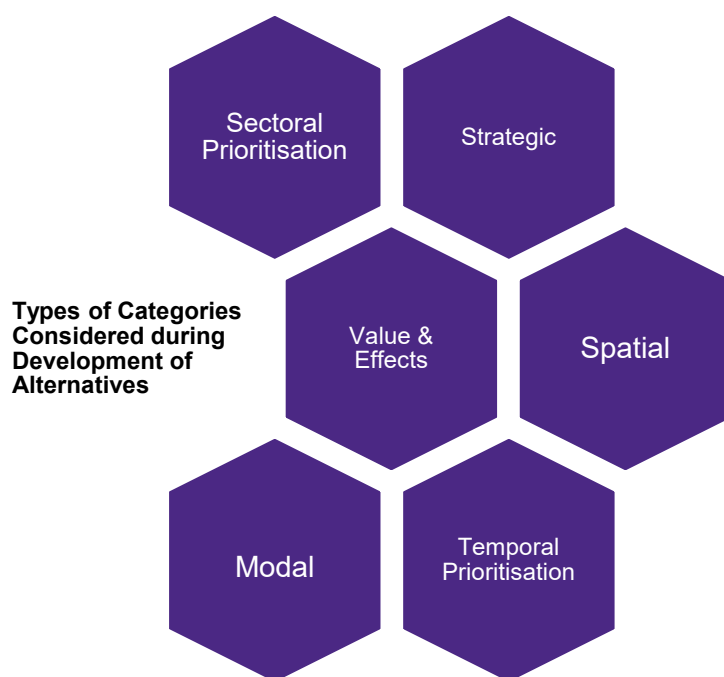 Sectoral
Prioritisation
Strategic
Types of Categories
Considered during
Development of
Alternatives
Value &
Effects
Spatial
Modal
Temporal
Prioritisation